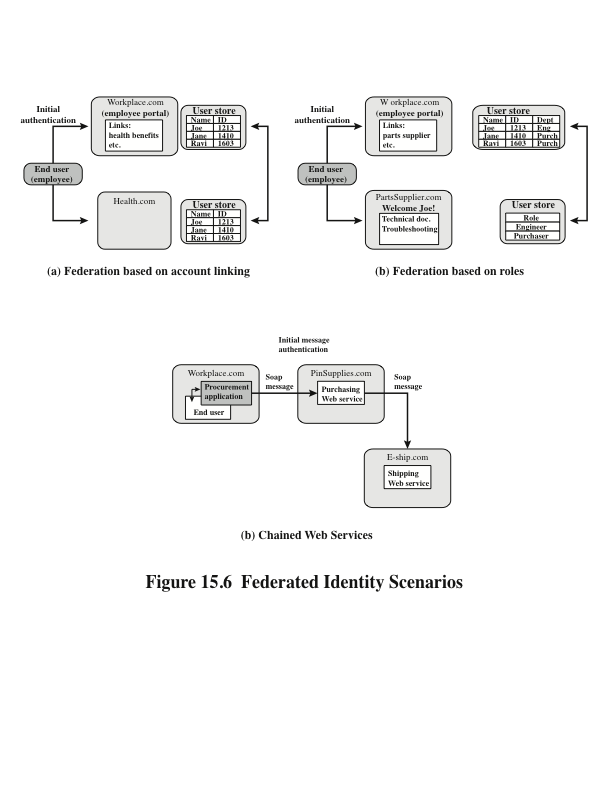 Initial
authentication
Workplace.com
(employee portal)
Links:
health benefits
etc.
User store
Name ID
Joe 1213
Jane 1410
Ravi 1603
End user
(employee)
Health.com
User store
Name ID
Joe 1213
Jane 1410
Ravi 1603
(a) Federation based on account linking
Initial
authentication
W orkplace.com
(employee portal)
Links:
parts supplier
etc.
User store
Name ID Dept
Joe 1213 Eng
Jane 1410 Purch
Ravi 1603 Purch
End user
(employee)
PartsSupplier.com
Welcome Joe!
Technical doc.
Troubleshooting
User store
Role
Engineer
Purchaser
(b) Federation based on roles
Initial message
authentication
Workplace.com
Procurement
application
End user
Soap
message
PinSupplies.com
Purchasing
Web service
Soap
message
E-ship.com
Shipping
Web service
(b) Chained Web Services
Figure 15.6 Federated Identity Scenarios